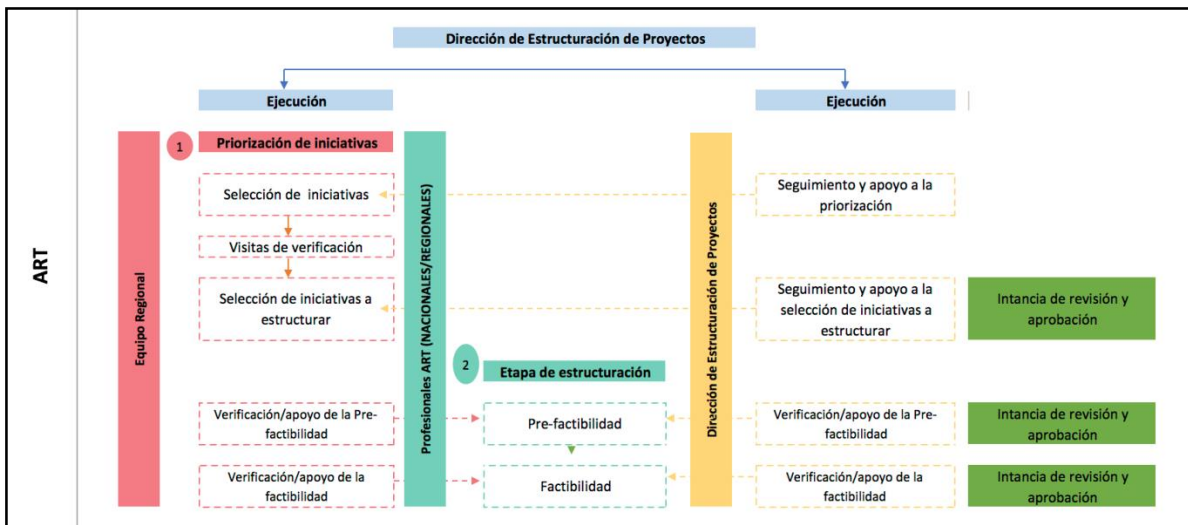 Dirección de Estructuración de Proyectos
Ejecución
Ejecución
ART
Equipo Regional
1
Priorización de iniciativas
Profesionales ART (NACIONALES/REGIONALES)
Dirección de Estructuración de Proyectos
Selección de iniciativas
Seguimiento y apoyo a la
priorización
Visitas de verificación
Selección de iniciativas a
estructurar
Seguimiento y apoyo a la
selección de iniciativas a
estructurar
Intancia de revisión y
aprobación
2
Etapa de estructuración
Verificación/apoyo de la Pre-
factibilidad
Pre-factibilidad
Verificación/apoyo de la Pre-
factibilidad
Intancia de revisión y
aprobación
Verificación/apoyo de la
factibilidad
Factibilidad
Verificación/apoyo de la
factibilidad
Intancia de revisión y
aprobación